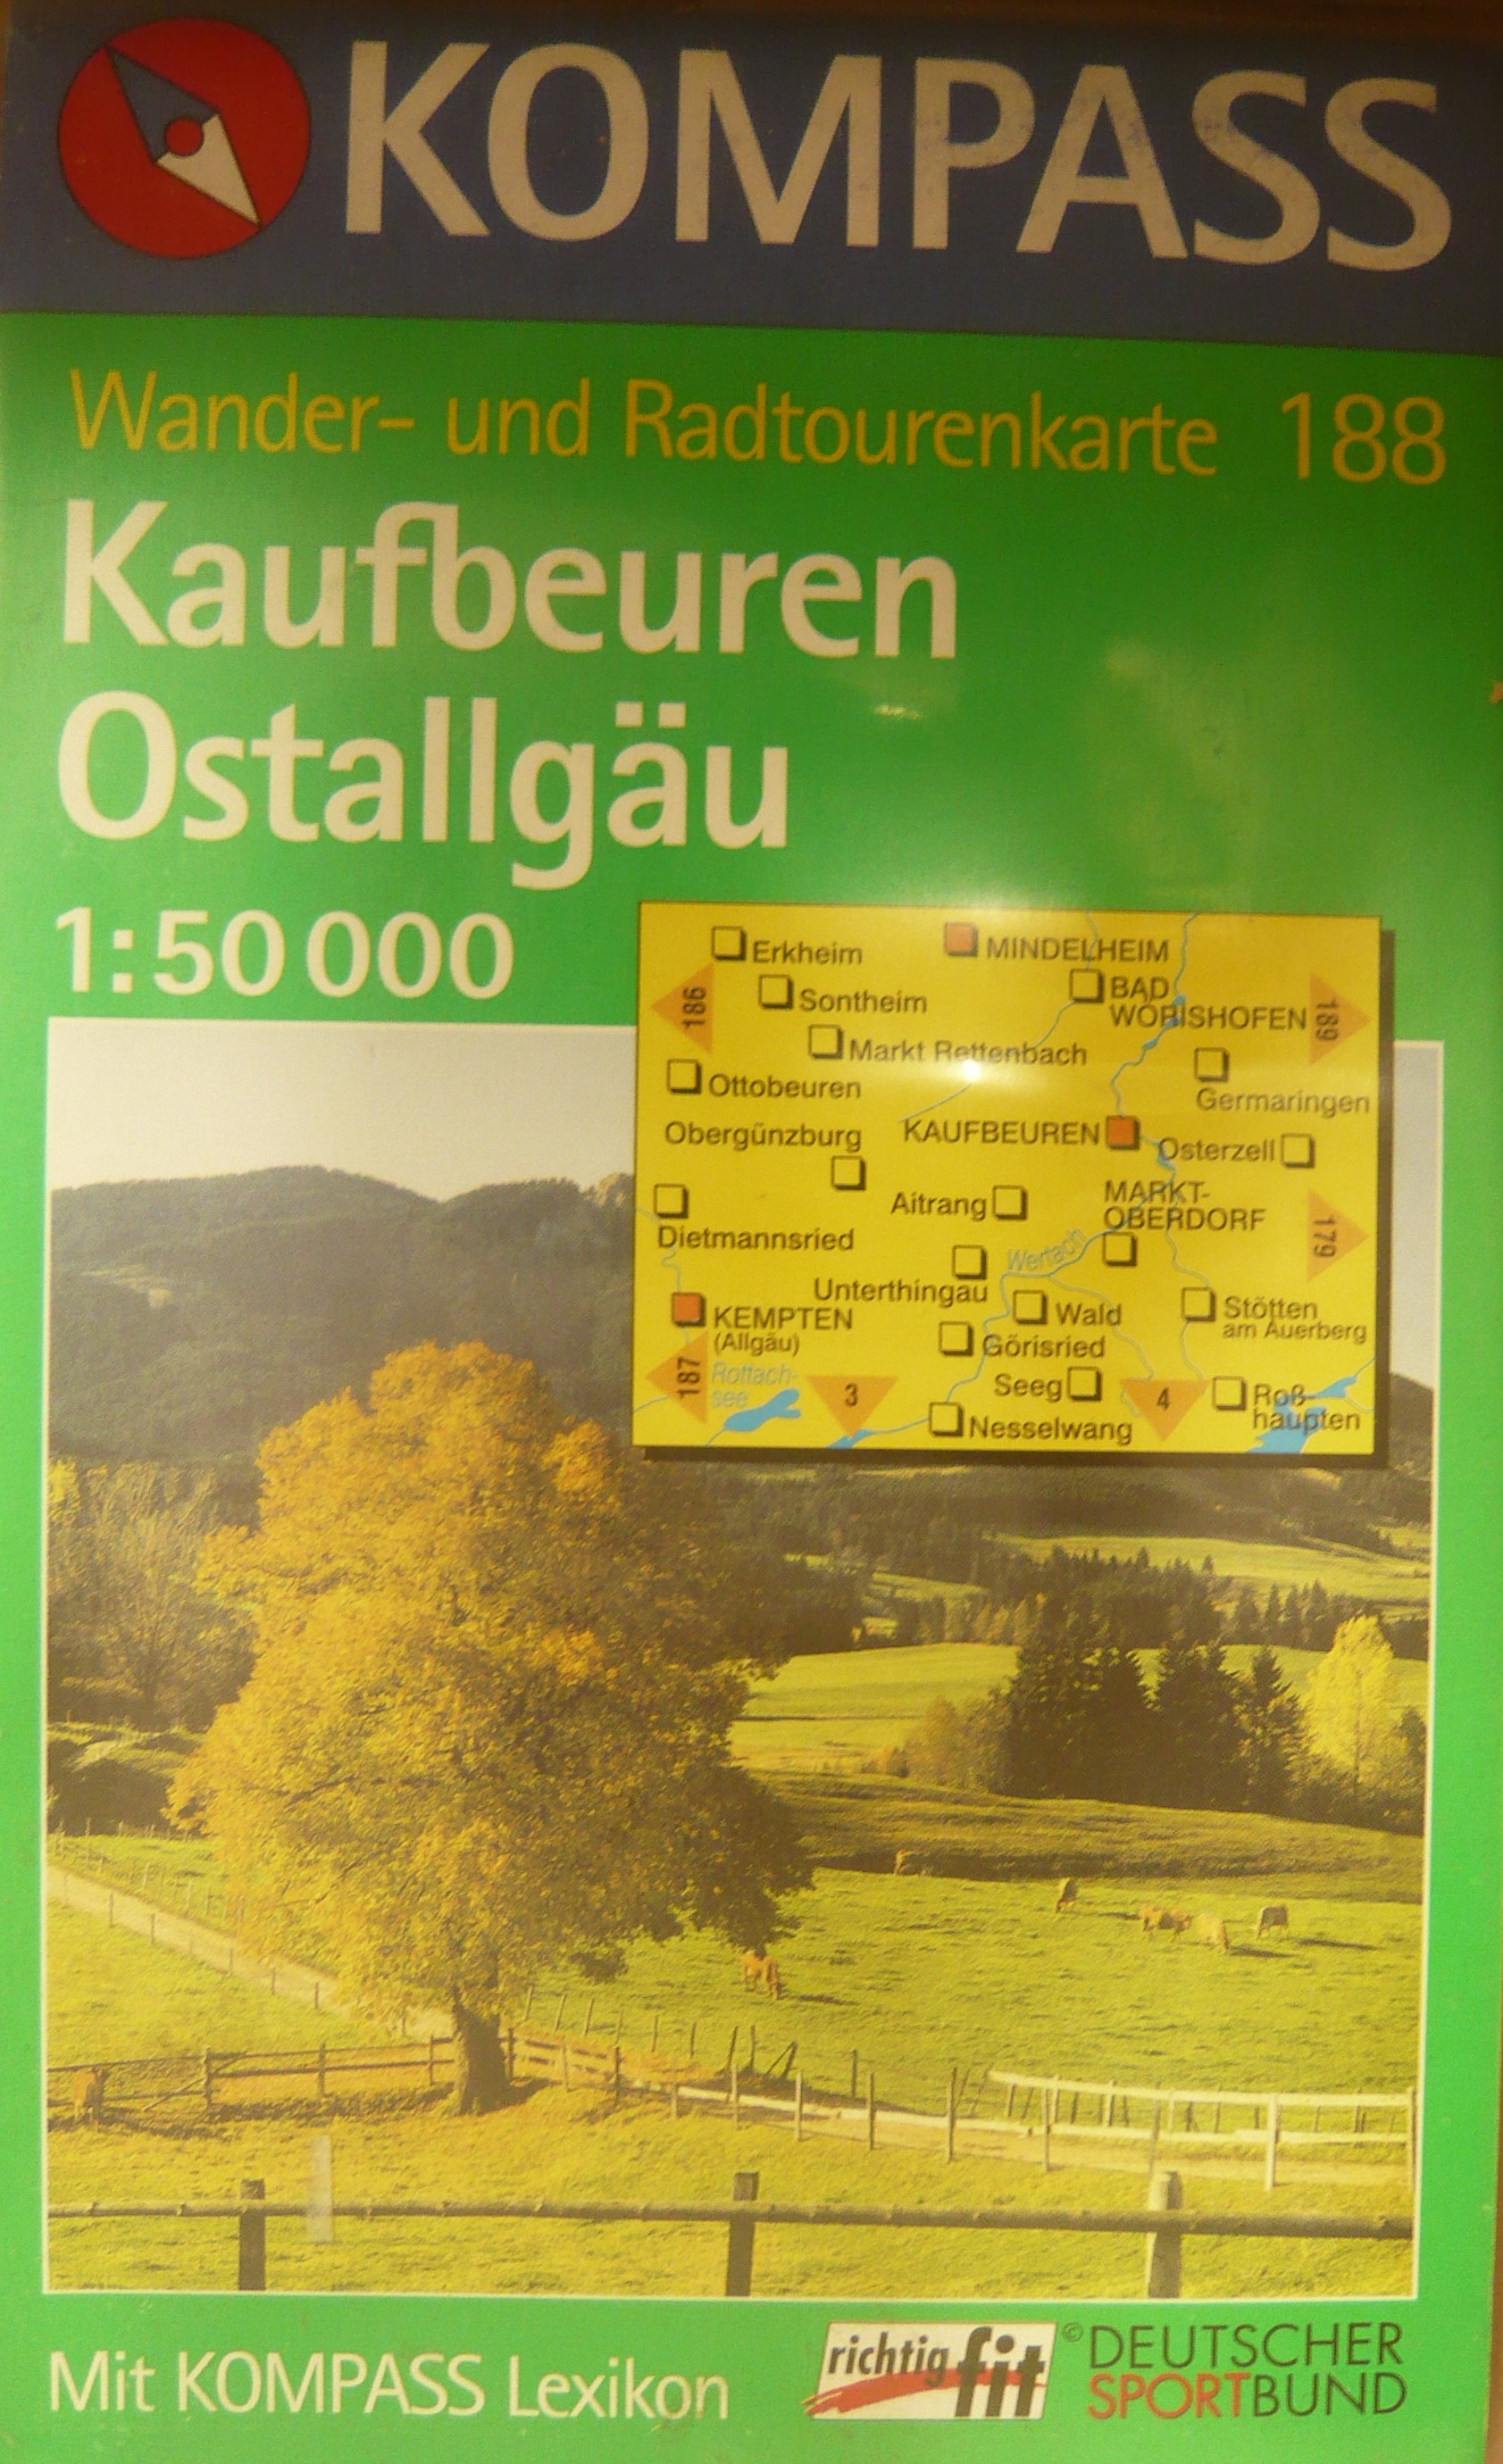 KOMPASS
Wander- und Radtourenkarte 188
Kaufbeuren
Ostallgäu
1:50 000
Erkheim
MINDELHEIM
186
Sontheim
BAD
WÖRISHOFEN
189
Markt Rettenbach
Ottobeuren
Germaringen
Obergünzburg
KAUFBEUREN
Osterzell
Aitrang
MARKT-
OBERDORF
179
Dietmannsried
Wertach
Unterthingau
KEMPTEN
(Allgäu)
Wald
Stötten
am Auerberg
Görisried
187
Rottach-
see
3
Seeg
4
Roß-
haupten
Nesselwang
Mit KOMPASS Lexikon
richtig fit
© DEUTSCHER
SPORTBUND